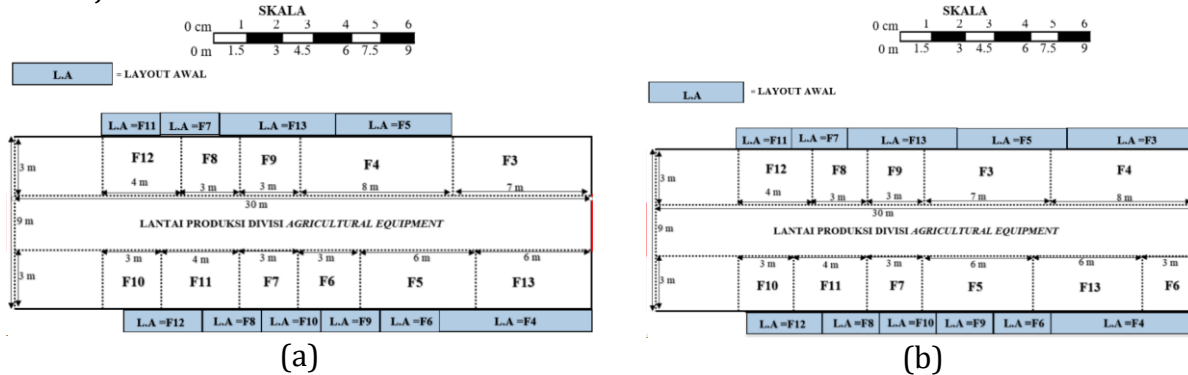 SKALA
0 cm 1 2 3 4 5 6
0 m 1.5 3 4.5 6 7.5 9
L.A = LAYOUT AWAL
L.A =F11 L.A =F7 L.A =F13 L.A =F5
F12 F8 F9 F4 F3
3 m
4 m 3 m 3 m 8 m 7 m
30 m
9 m
LANTAI PRODUKSI DIVISI AGRICULTURAL EQUIPMENT
3 m 4 m 3 m 3 m 6 m 6 m
3 m
F10 F11 F7 F6 F5 F13
L.A =F12 L.A =F8 L.A =F10 L.A =F9 L.A =F6 L.A =F4
(a)
SKALA
0 cm 1 2 3 4 5 6
0 m 1.5 3 4.5 6 7.5 9
L.A = LAYOUT AWAL
L.A =F11 L.A =F7 L.A =F13 L.A =F5 L.A =F3
F12 F8 F9 F3 F4
3 m
4 m 3 m 3 m 7 m 8 m
30 m
9 m
LANTAI PRODUKSI DIVISI AGRICULTURAL EQUIPMENT
3 m 4 m 3 m 6 m 6 m 3 m
3 m
F10 F11 F7 F5 F13 F6
L.A =F12 L.A =F8 L.A =F10 L.A =F9 L.A =F6 L.A =F4
(b)